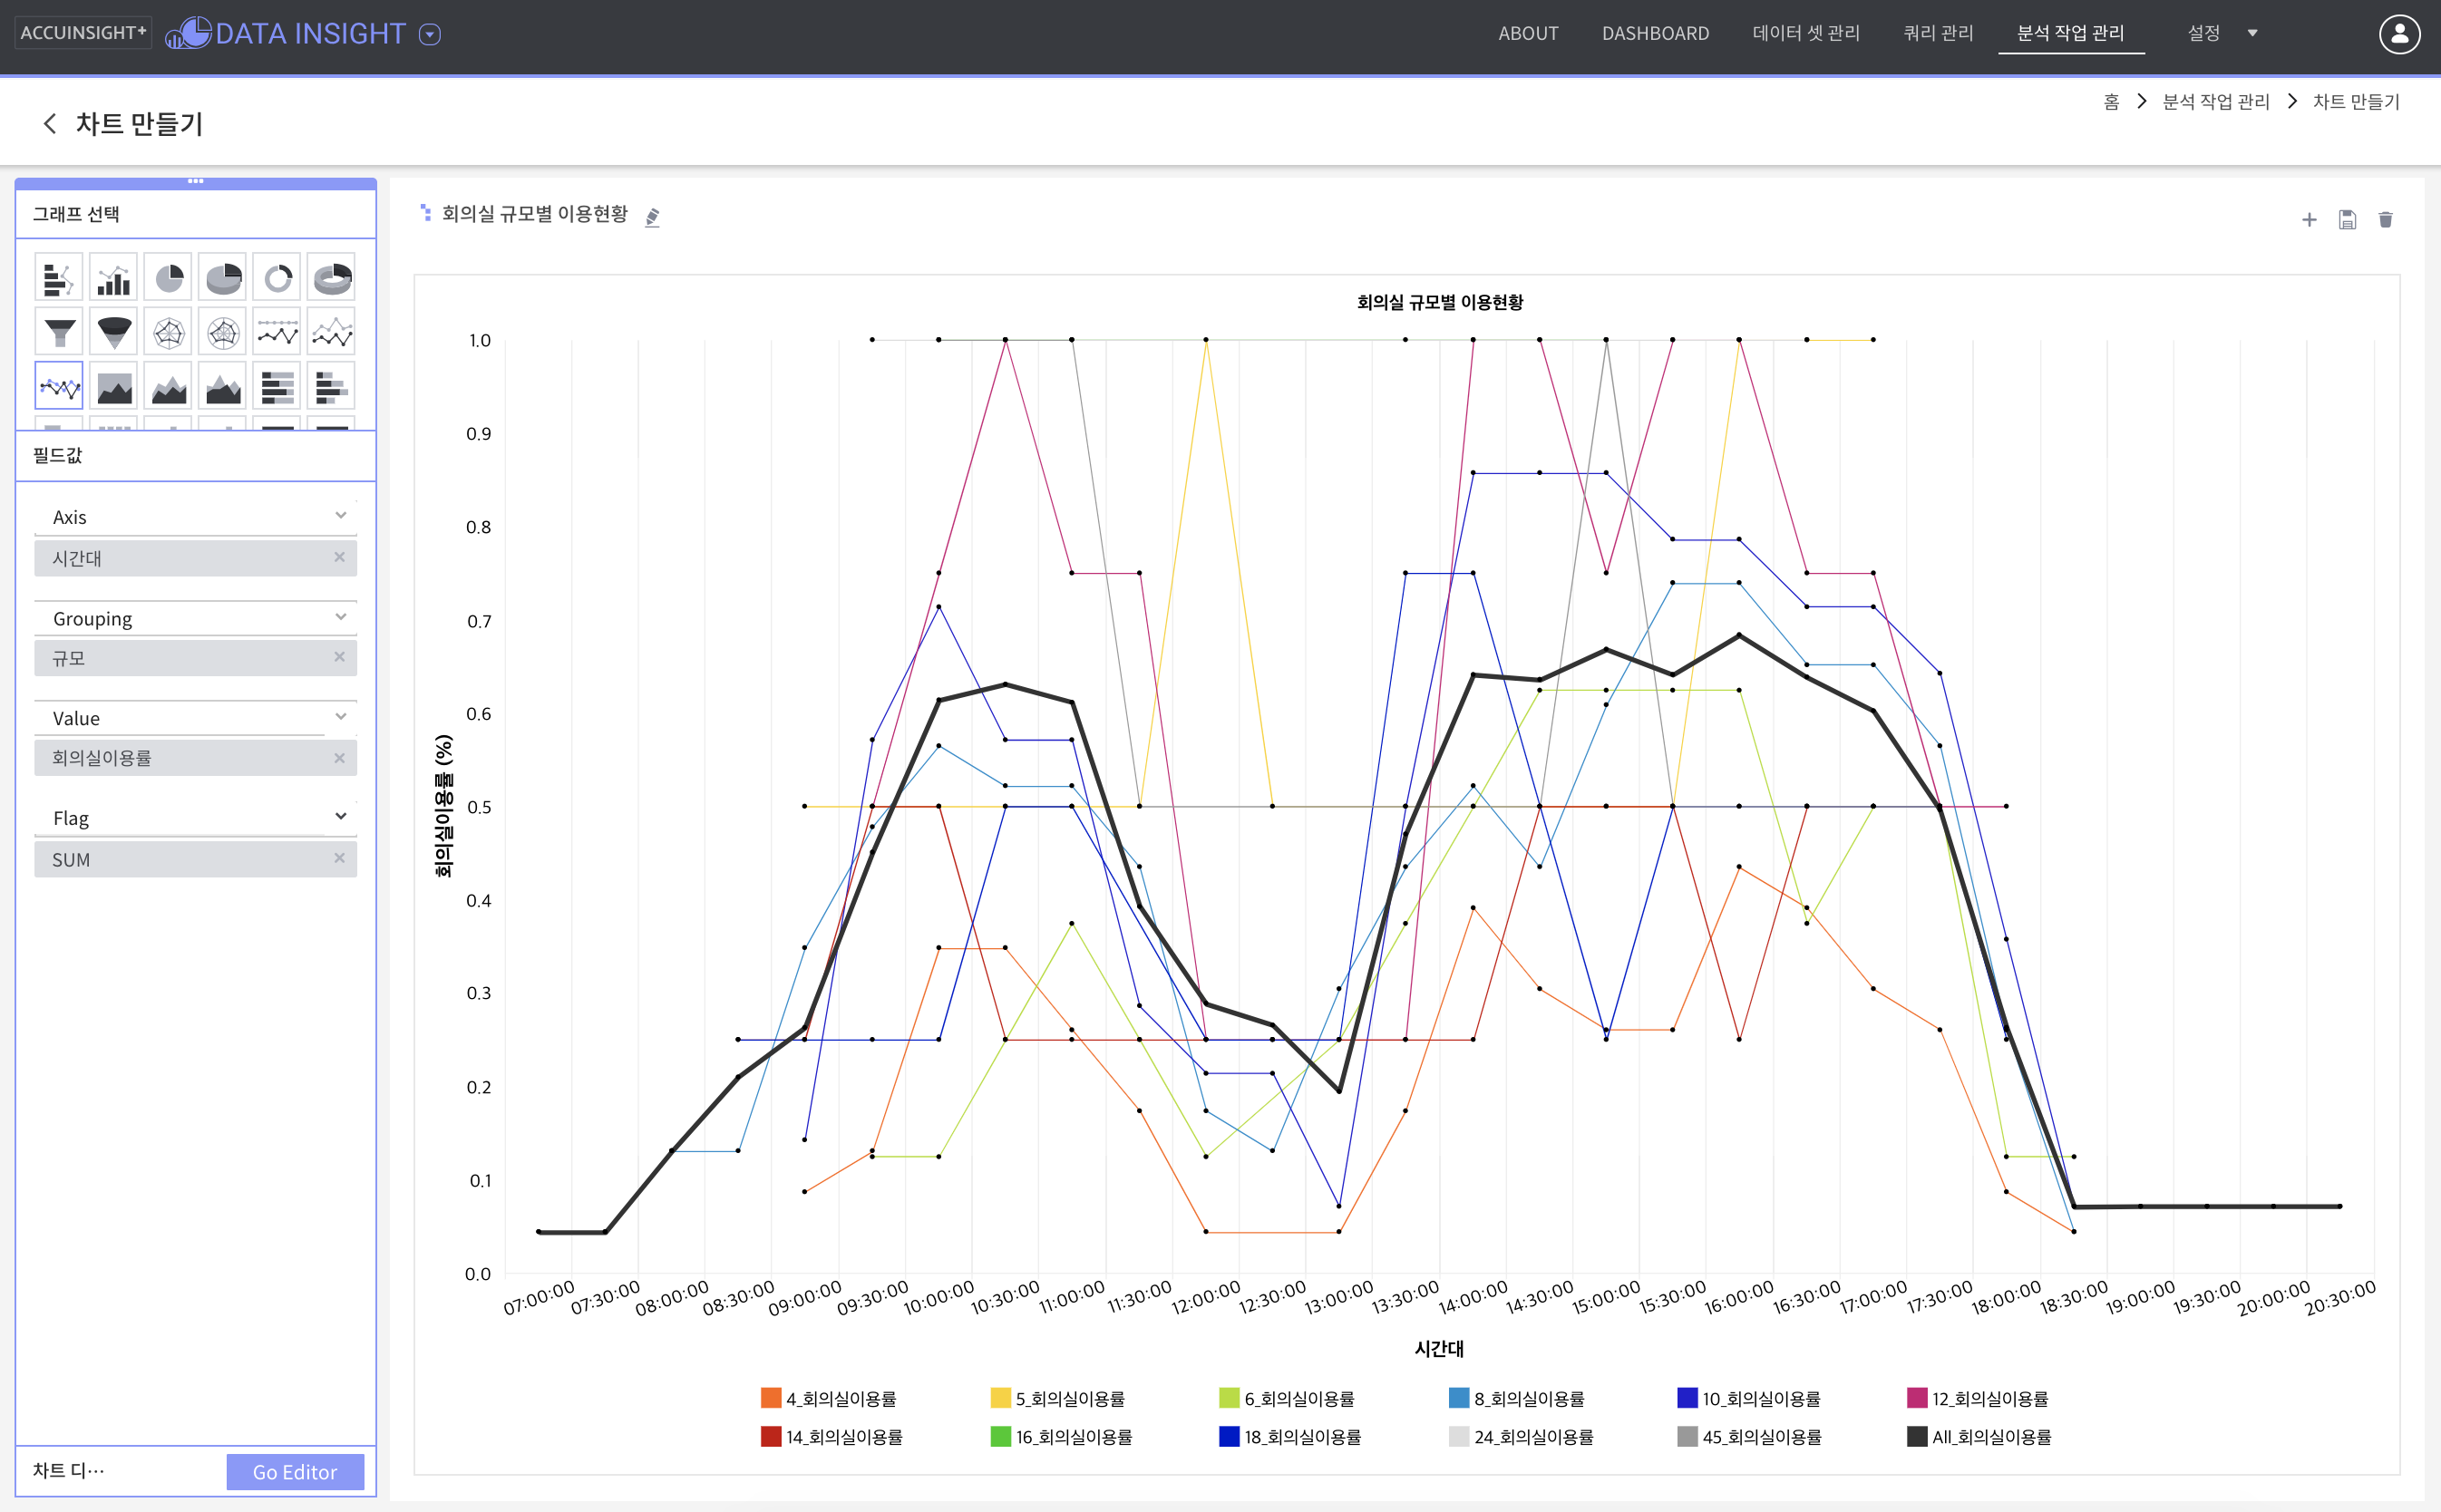 ACCUINSIGHT+ DATA INSIGHT ABOUT DASHBOARD 데이터 셋 관리 쿼리 관리 분석 작업 관리 설정
차트 만들기
홈 분석 작업 관리 차트 만들기
그래프 선택
필드값
Axis
시간대
Grouping
규모
Value
회의실이용률
Flag
SUM
차트 디…
Go Editor
회의실 규모별 이용현황
회의실 규모별 이용현황
1.0
0.9
0.8
0.7
0.6
0.5
0.4
0.3
0.2
0.1
0.0
회의실이용률 (%)
07:00:00 07:30:00 08:00:00 08:30:00 09:00:00 09:30:00 10:00:00 10:30:00 11:00:00 11:30:00 12:00:00 12:30:00 13:00:00 13:30:00 14:00:00 14:30:00 15:00:00 15:30:00 16:00:00 16:30:00 17:00:00 17:30:00 18:00:00 18:30:00 19:00:00 19:30:00 20:00:00 20:30:00
시간대
4_회의실이용률 5_회의실이용률 6_회의실이용률 8_회의실이용률 10_회의실이용률 12_회의실이용률
14_회의실이용률 16_회의실이용률 18_회의실이용률 24_회의실이용률 45_회의실이용률 All_회의실이용률